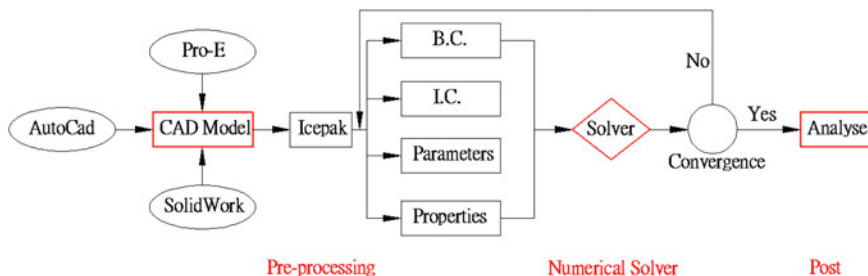 Pro-E
AutoCad
CAD Model
SolidWork
Icepak
B.C.
I.C.
Parameters
Properties
Solver
No
Yes
Convergence
Analyse
Pre-processing
Numerical Solver
Post